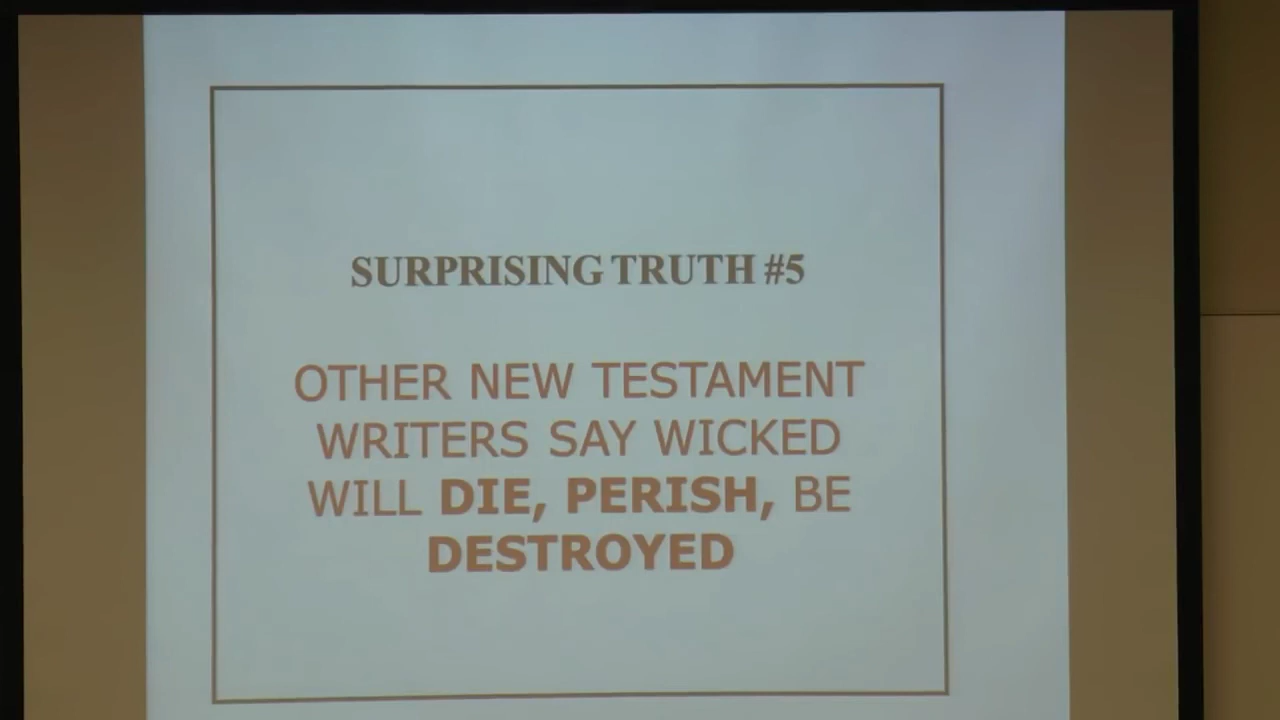 SURPRISING TRUTH #5
OTHER NEW TESTAMENT
WRITERS SAY WICKED
WILL DIE, PERISH, BE
DESTROYED